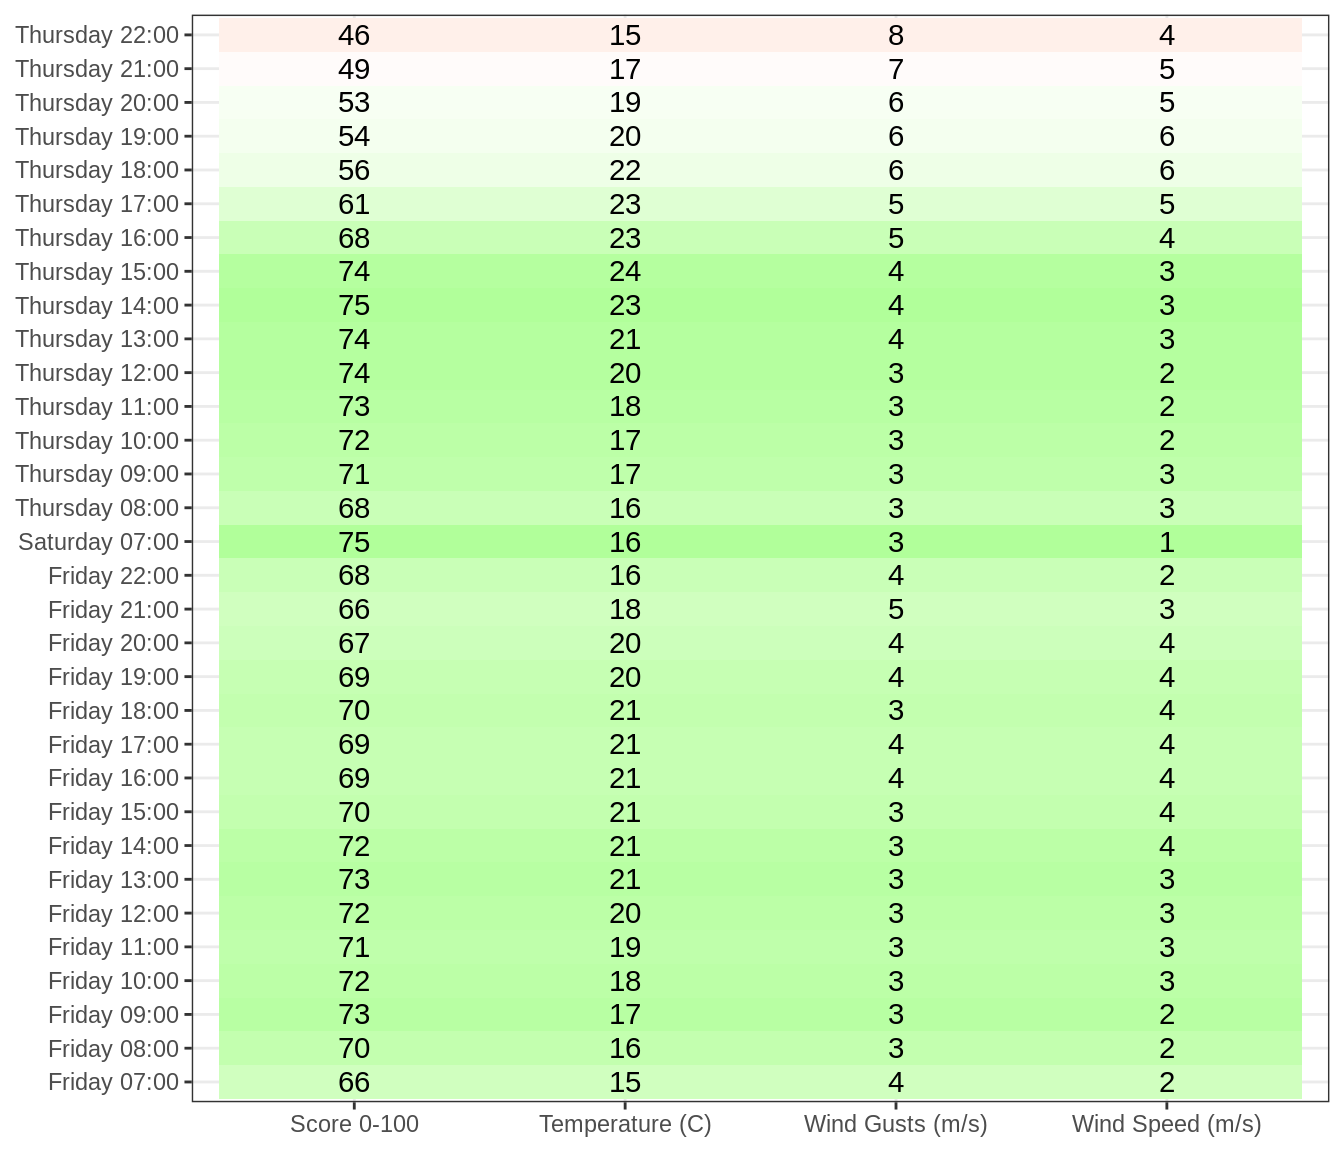 Thursday 22:00 46 15 8 4
Thursday 21:00 49 17 7 5
Thursday 20:00 53 19 6 5
Thursday 19:00 54 20 6 6
Thursday 18:00 56 22 6 6
Thursday 17:00 61 23 5 5
Thursday 16:00 68 23 5 4
Thursday 15:00 74 24 4 3
Thursday 14:00 75 23 4 3
Thursday 13:00 74 21 4 3
Thursday 12:00 74 20 3 2
Thursday 11:00 73 18 3 2
Thursday 10:00 72 17 3 2
Thursday 09:00 71 17 3 3
Thursday 08:00 68 16 3 3
Saturday 07:00 75 16 3 1
Friday 22:00 68 16 4 2
Friday 21:00 66 18 5 3
Friday 20:00 67 20 4 4
Friday 19:00 69 20 4 4
Friday 18:00 70 21 3 4
Friday 17:00 69 21 4 4
Friday 16:00 69 21 4 4
Friday 15:00 70 21 3 4
Friday 14:00 72 21 3 4
Friday 13:00 73 21 3 3
Friday 12:00 72 20 3 3
Friday 11:00 71 19 3 3
Friday 10:00 72 18 3 3
Friday 09:00 73 17 3 2
Friday 08:00 70 16 3 2
Friday 07:00 66 15 4 2
Score 0-100 Temperature (C) Wind Gusts (m/s) Wind Speed (m/s)